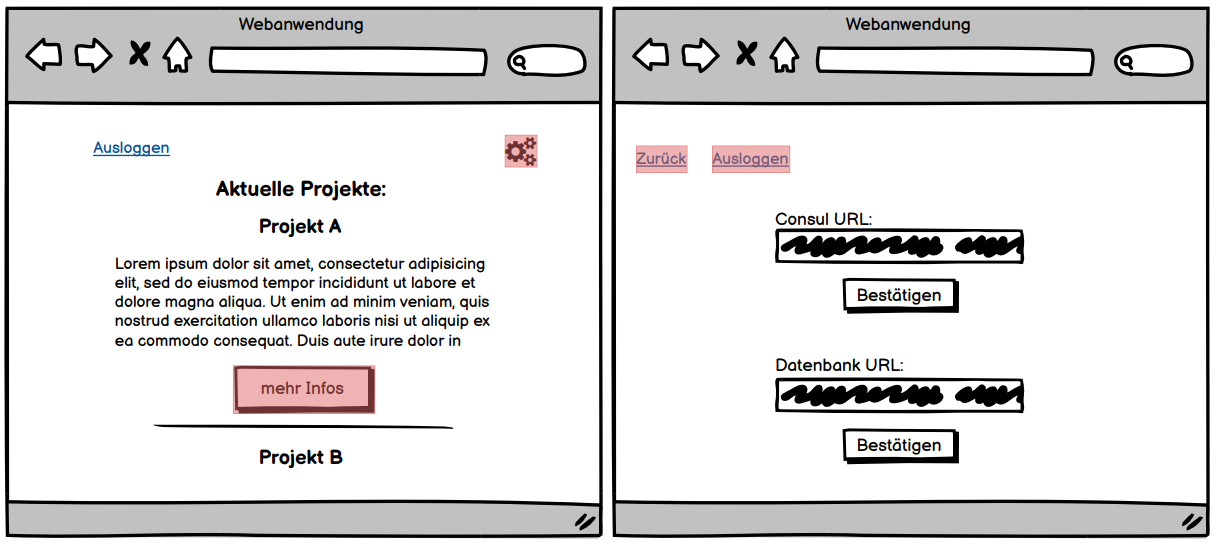 Webanwendung
Ausloggen
Aktuelle Projekte:
Projekt A
Lorem ipsum dolor sit amet, consectetur adipisicing
elit, sed do eiusmod tempor incididunt ut labore et
dolore magna aliqua. Ut enim ad minim veniam, quis
nostrud exercitation ullamco laboris nisi ut aliquip ex
ea commodo consequat. Duis aute irure dolor in
mehr Infos
Projekt B
Webanwendung
Zurück Ausloggen
Consul URL:
Bestätigen
Datenbank URL:
Bestätigen